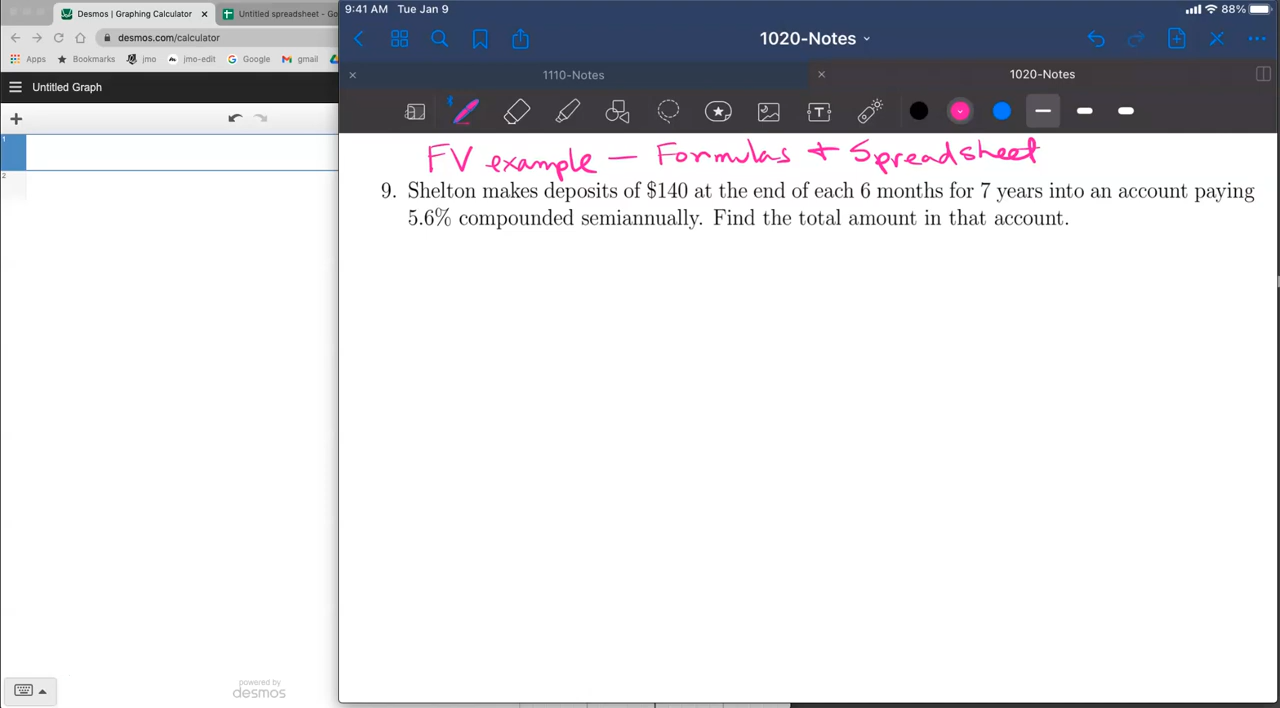 Desmos | Graphing Calculator
Untitled spreadsheet - Go
desmos.com/calculator
Apps Bookmarks jmo jmo-edit Google gmail
Untitled Graph
1
2
powered by
desmos
9:41 AM Tue Jan 9
88%
1020-Notes
1110-Notes
1020-Notes
T
FV example — Formulas + Spreadsheet
9. Shelton makes deposits of $140 at the end of each 6 months for 7 years into an account paying
5.6% compounded semiannually. Find the total amount in that account.